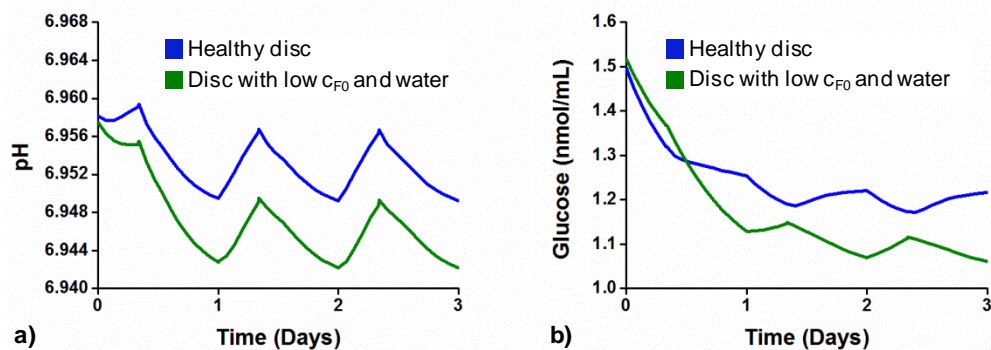 6.968
6.964
6.960
6.956
6.952
6.948
6.944
6.940
pH
Healthy disc
Disc with low cF0 and water
0 1 2 3
Time (Days)
a)
1.6
1.5
1.4
1.3
1.2
1.1
1.0
Glucose (nmol/mL)
Healthy disc
Disc with low cF0 and water
0 1 2 3
Time (Days)
b)